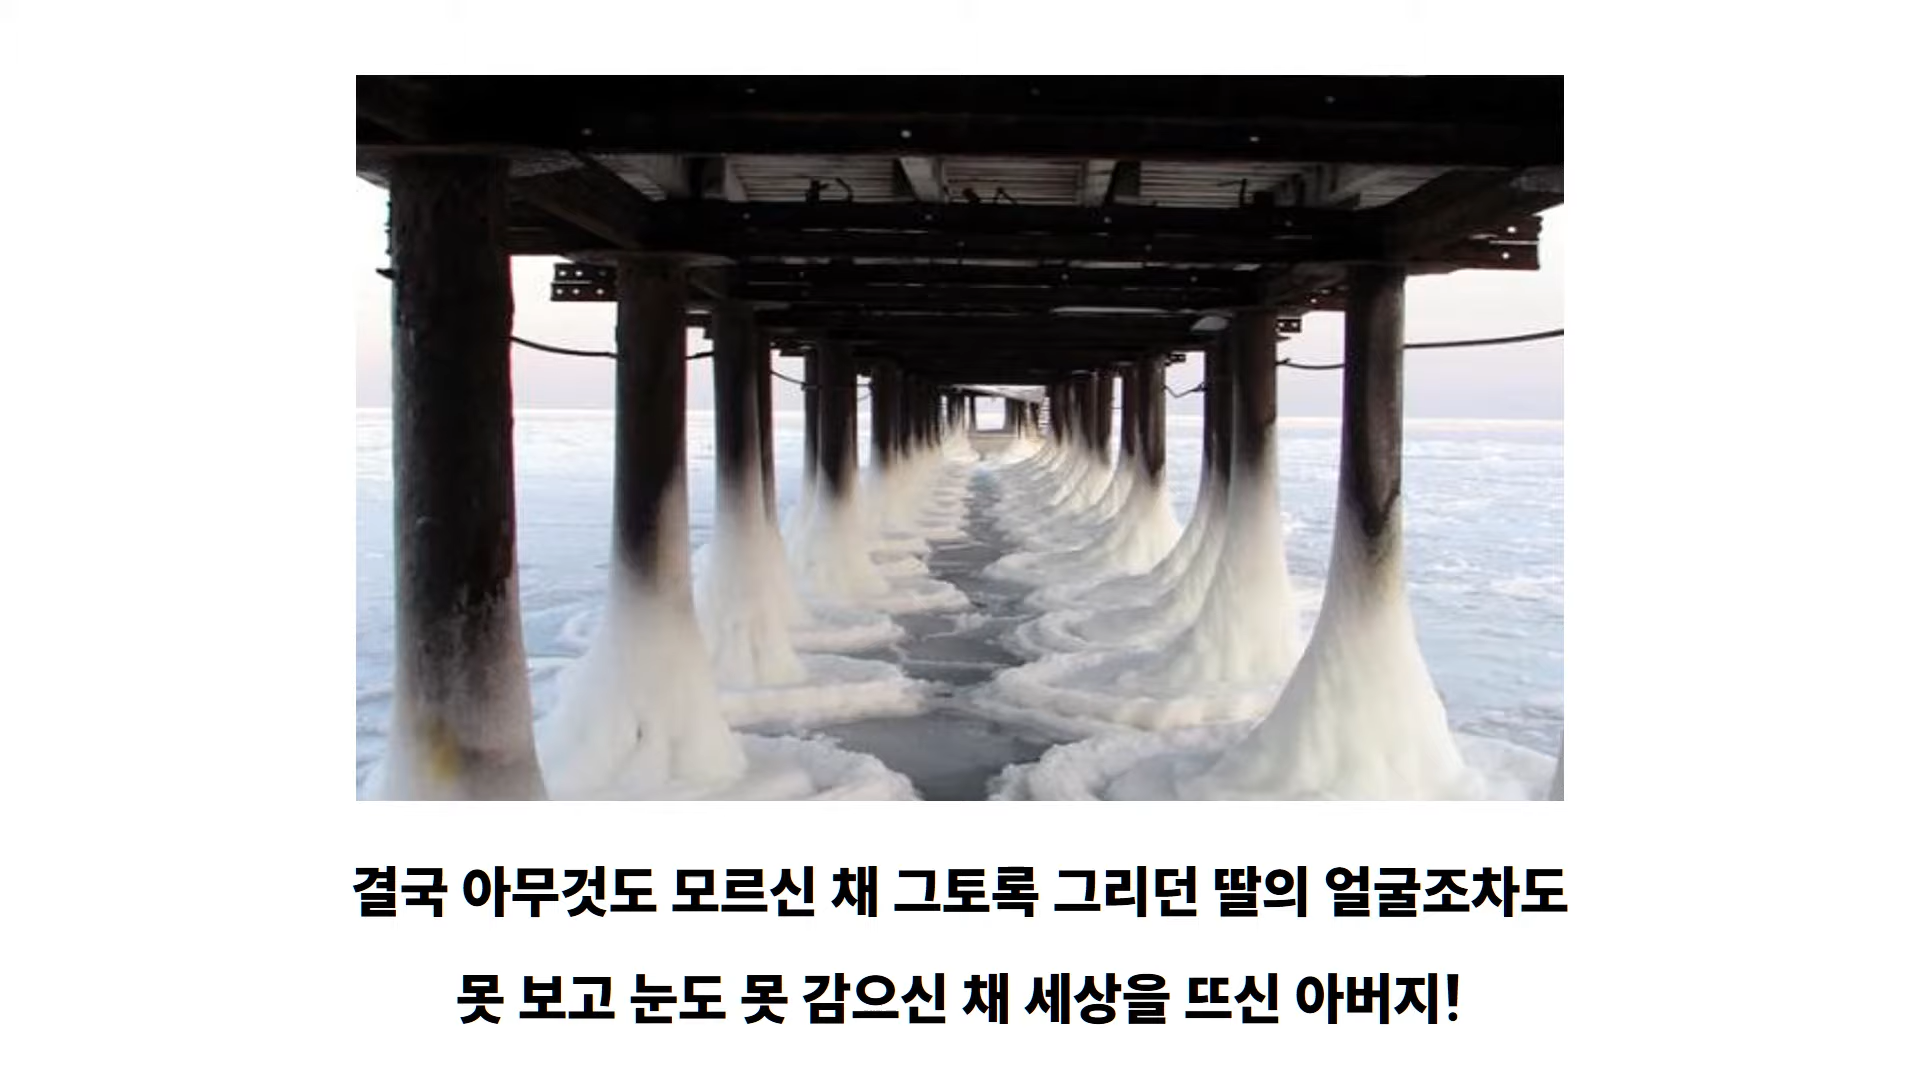 결국 아무것도 모르신 채 그토록 그리던 딸의 얼굴조차도
못 보고 눈도 못 감으신 채 세상을 뜨신 아버지!